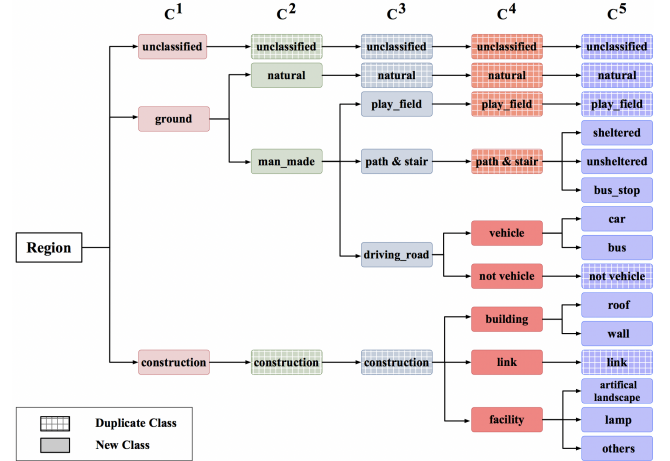 C1 C2 C3 C4 C5
unclassified unclassified unclassified unclassified unclassified
natural natural natural natural
ground play_field play_field play_field
sheltered
man_made path & stair path & stair unsheltered
bus_stop
vehicle car
Region driving_road bus
not vehicle not vehicle
building roof
wall
construction construction construction link link
artifical
landscape
facility lamp
others
Duplicate Class
New Class